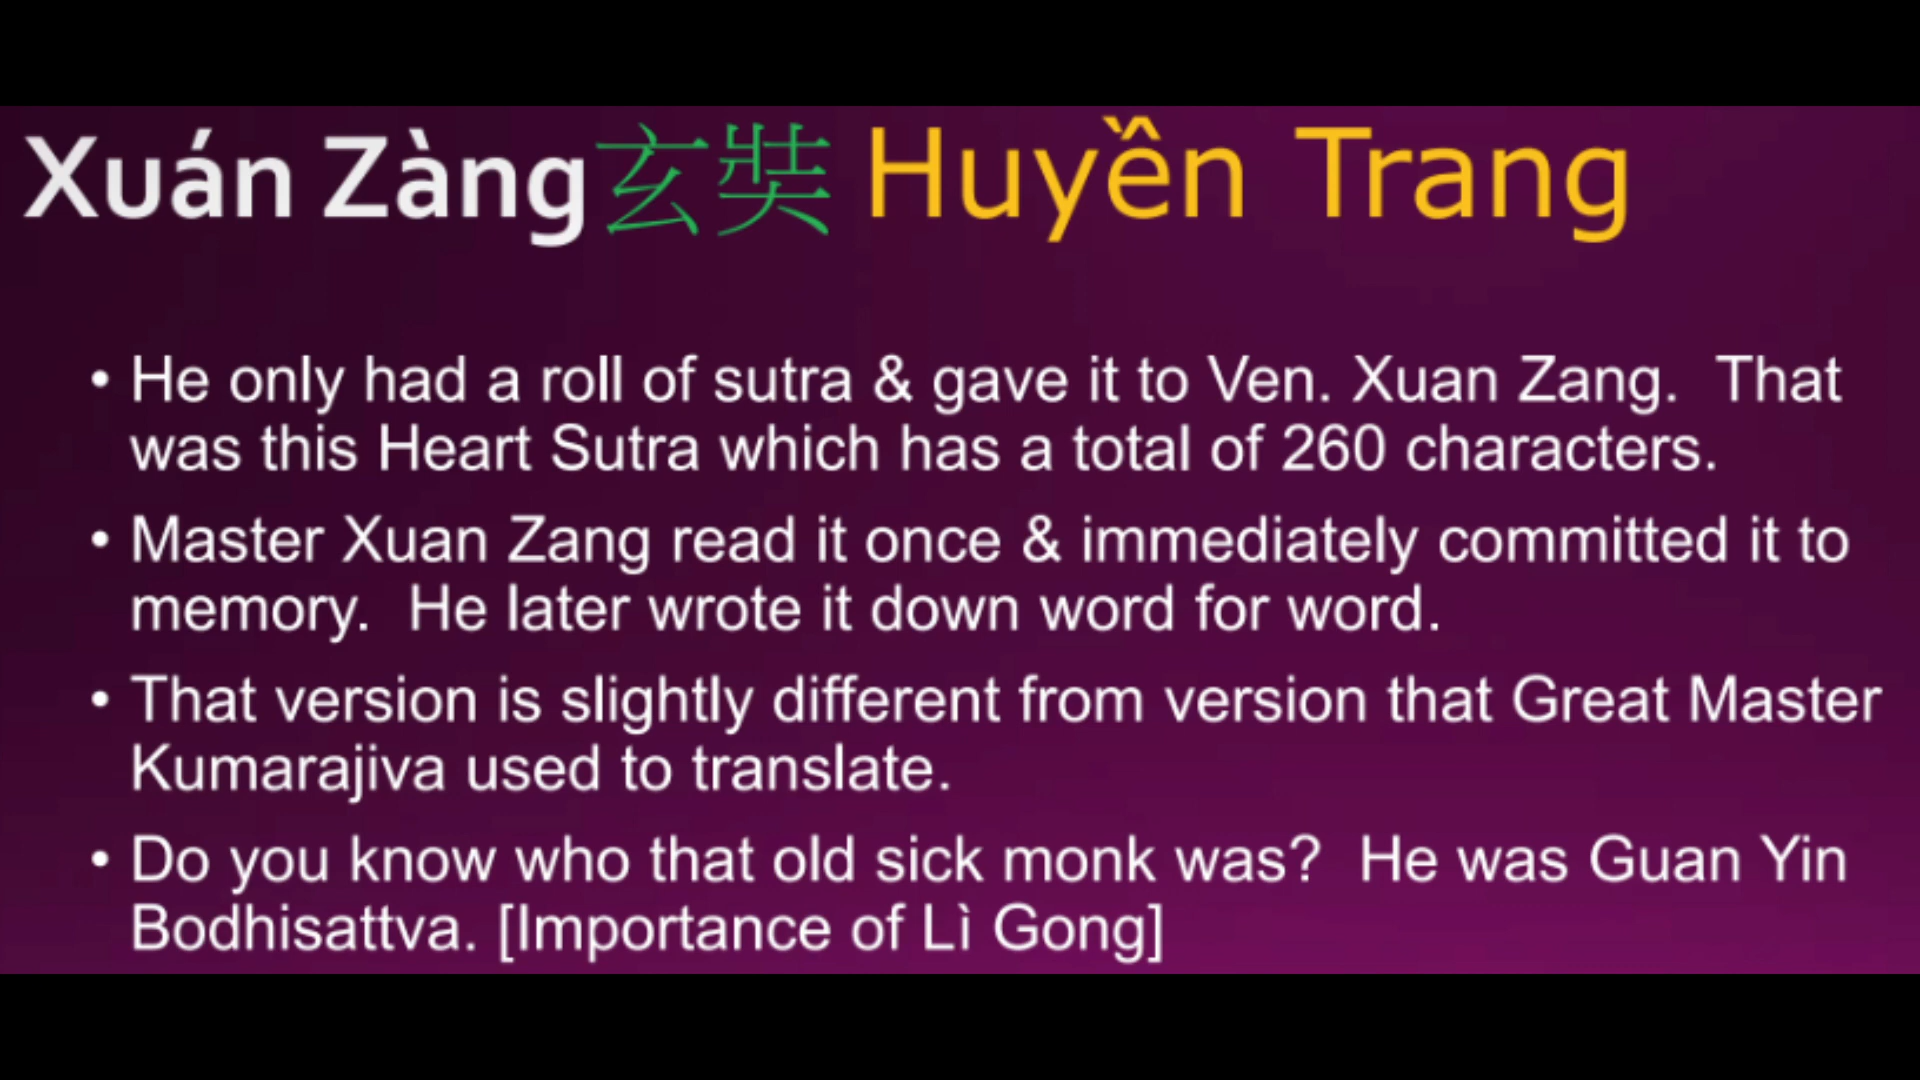 Xuán Zàng玄奘 Huyền Trang
• He only had a roll of sutra & gave it to Ven. Xuan Zang.  That
was this Heart Sutra which has a total of 260 characters.
• Master Xuan Zang read it once & immediately committed it to
memory.  He later wrote it down word for word.
• That version is slightly different from version that Great Master
Kumarajiva used to translate.
• Do you know who that old sick monk was?  He was Guan Yin
Bodhisattva. [Importance of Lì Gong]